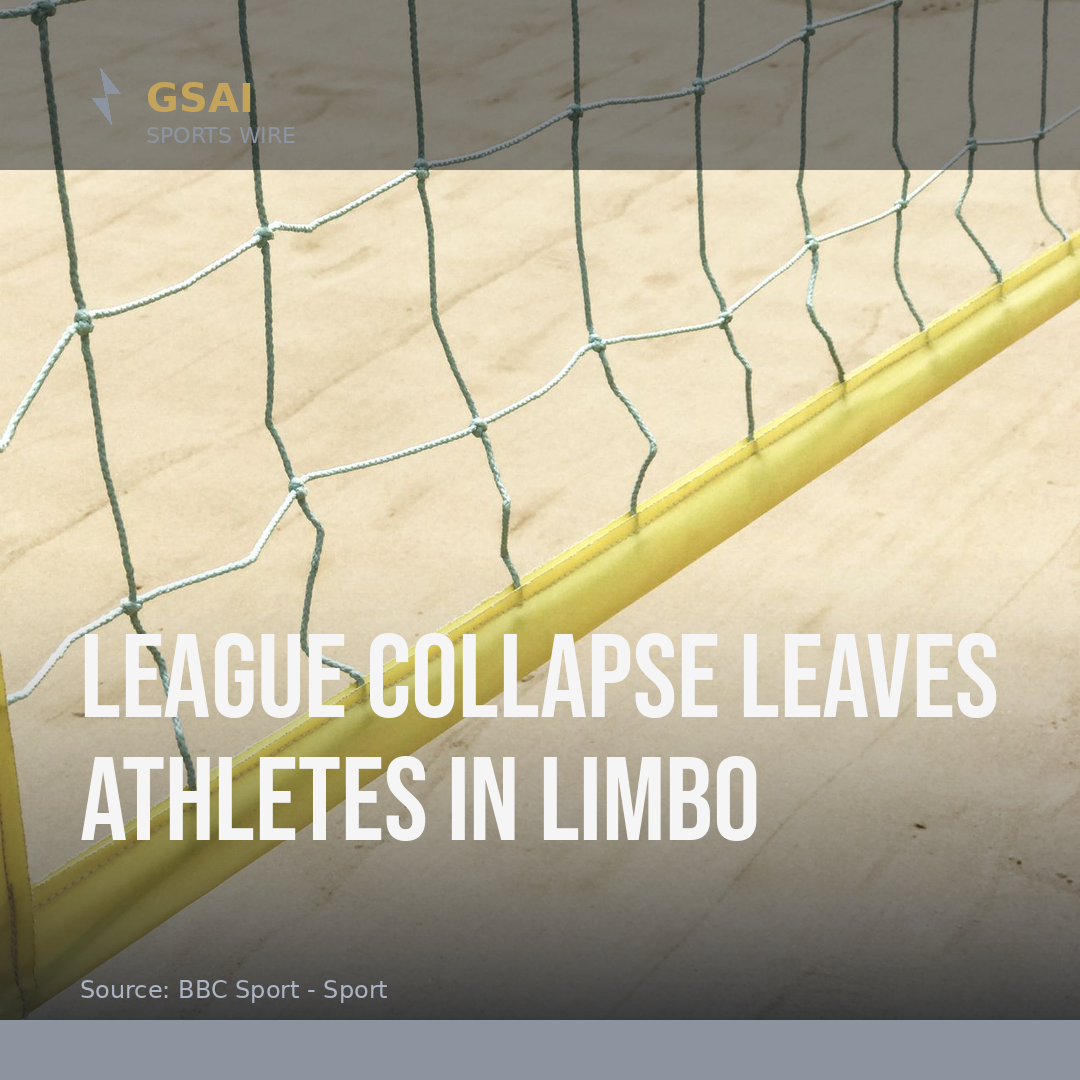 GSAI
SPORTS WIRE
LEAGUE COLLAPSE LEAVES
ATHLETES IN LIMBO
Source: BBC Sport - Sport